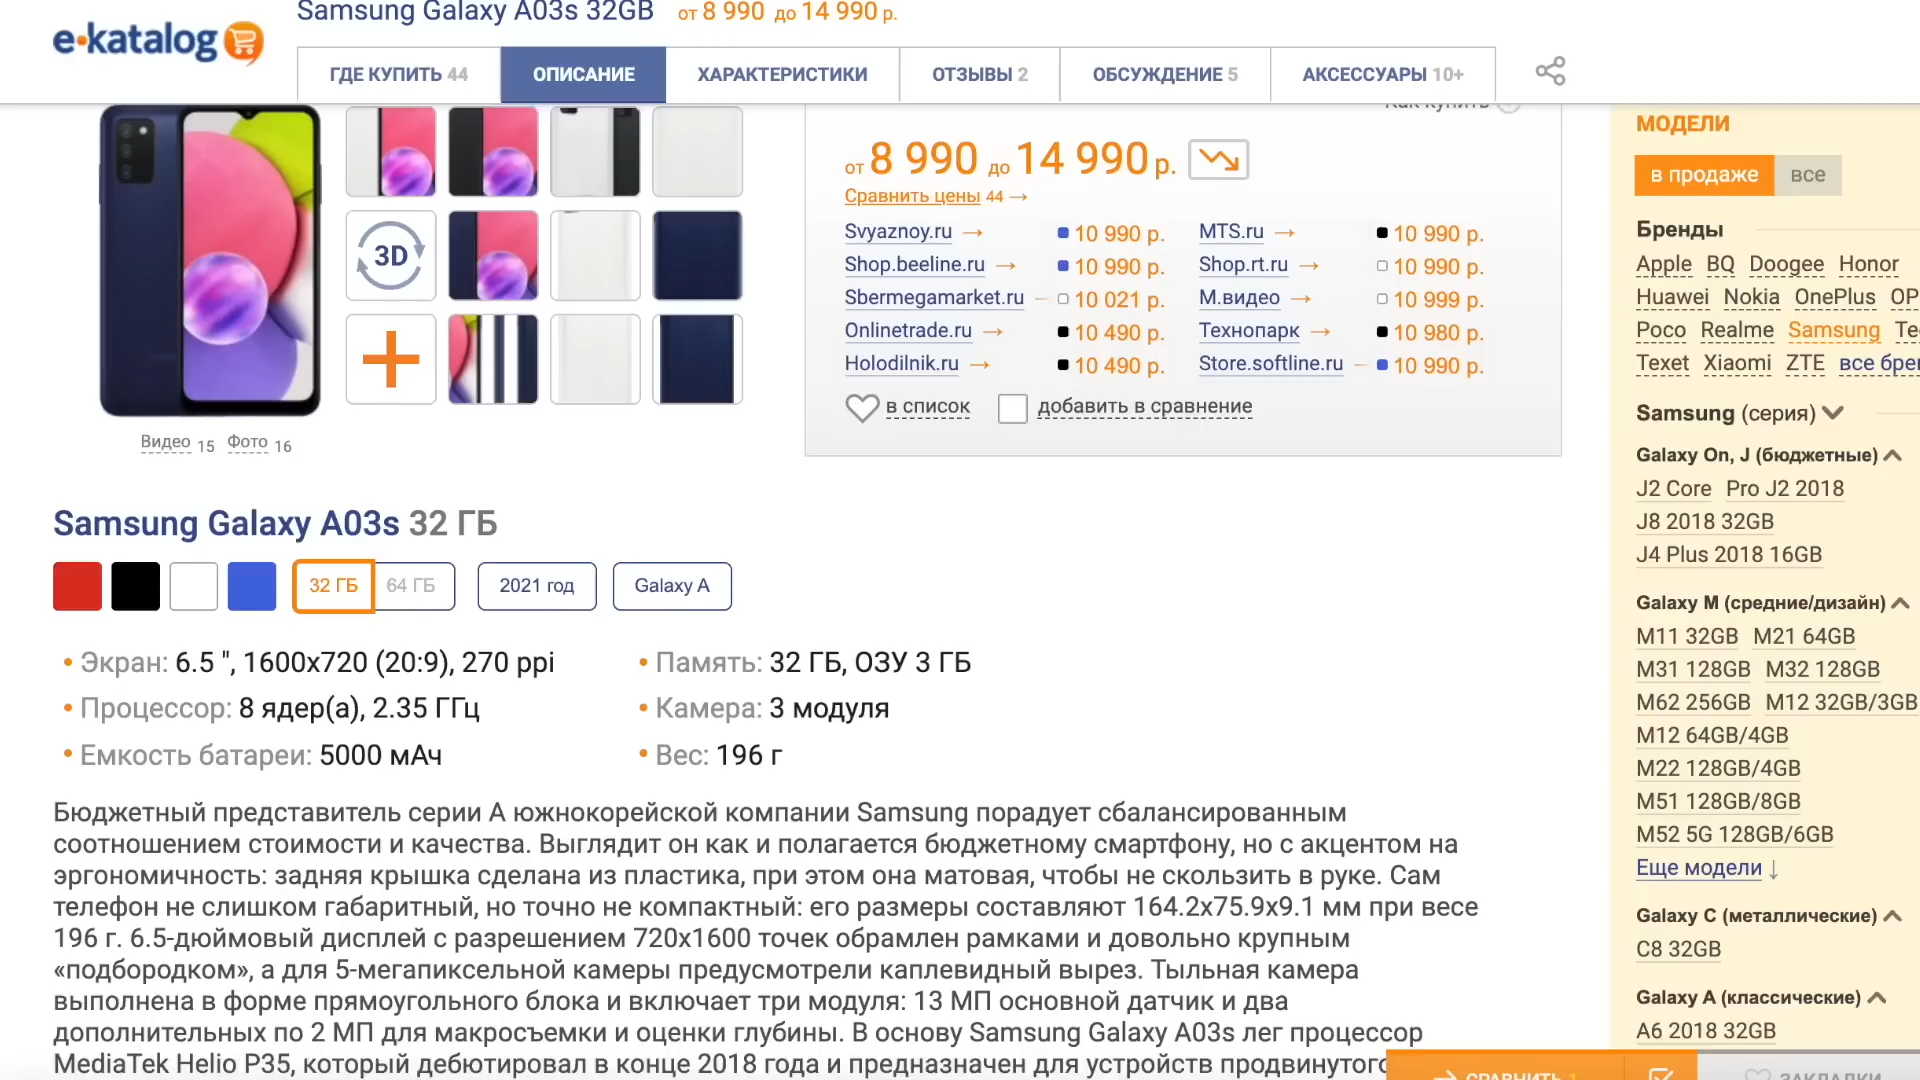 e-katalog
Samsung Galaxy A03s 32GB от 8 990 до 14 990 р.
ГДЕ КУПИТЬ 44
ОПИСАНИЕ
ХАРАКТЕРИСТИКИ
ОТЗЫВЫ 2
ОБСУЖДЕНИЕ 5
АКСЕССУАРЫ 10+
3D
Видео 15 Фото 16
Как купить
от 8 990 до 14 990 р.
Сравнить цены 44 →
Svyaznoy.ru → 10 990 р. MTS.ru → 10 990 р.
Shop.beeline.ru → 10 990 р. Shop.rt.ru → 10 990 р.
Sbermegamarket.ru 10 021 р. М.видео → 10 999 р.
Onlinetrade.ru → 10 490 р. Технопарк → 10 980 р.
Holodilnik.ru → 10 490 р. Store.softline.ru 10 990 р.
в список добавить в сравнение
Samsung Galaxy A03s 32 ГБ
32 ГБ 64 ГБ 2021 год Galaxy A
• Экран: 6.5 ", 1600x720 (20:9), 270 ppi
• Память: 32 ГБ, ОЗУ 3 ГБ
• Процессор: 8 ядер(а), 2.35 ГГц
• Камера: 3 модуля
• Емкость батареи: 5000 мАч
• Вес: 196 г
Бюджетный представитель серии А южнокорейской компании Samsung порадует сбалансированным
соотношением стоимости и качества. Выглядит он как и полагается бюджетному смартфону, но с акцентом на
эргономичность: задняя крышка сделана из пластика, при этом она матовая, чтобы не скользить в руке. Сам
телефон не слишком габаритный, но точно не компактный: его размеры составляют 164.2x75.9x9.1 мм при весе
196 г. 6.5-дюймовый дисплей с разрешением 720x1600 точек обрамлен рамками и довольно крупным
«подбородком», а для 5-мегапиксельной камеры предусмотрели каплевидный вырез. Тыльная камера
выполнена в форме прямоугольного блока и включает три модуля: 13 МП основной датчик и два
дополнительных по 2 МП для макросъемки и оценки глубины. В основу Samsung Galaxy A03s лег процессор
MediaTek Helio P35, который дебютировал в конце 2018 года и предназначен для устройств продвинутого
МОДЕЛИ
в продаже все
Бренды
Apple BQ Doogee Honor
Huawei Nokia OnePlus OP
Poco Realme Samsung Te
Texet Xiaomi ZTE все брен
Samsung (серия)
Galaxy On, J (бюджетные)
J2 Core Pro J2 2018
J8 2018 32GB
J4 Plus 2018 16GB
Galaxy M (средние/дизайн)
M11 32GB M21 64GB
M31 128GB M32 128GB
M62 256GB M12 32GB/3GB
M12 64GB/4GB
M22 128GB/4GB
M51 128GB/8GB
M52 5G 128GB/6GB
Еще модели ↓
Galaxy C (металлические)
C8 32GB
Galaxy A (классические)
A6 2018 32GB
СРАВНИТЬ 1
ЗАКЛАДКИ